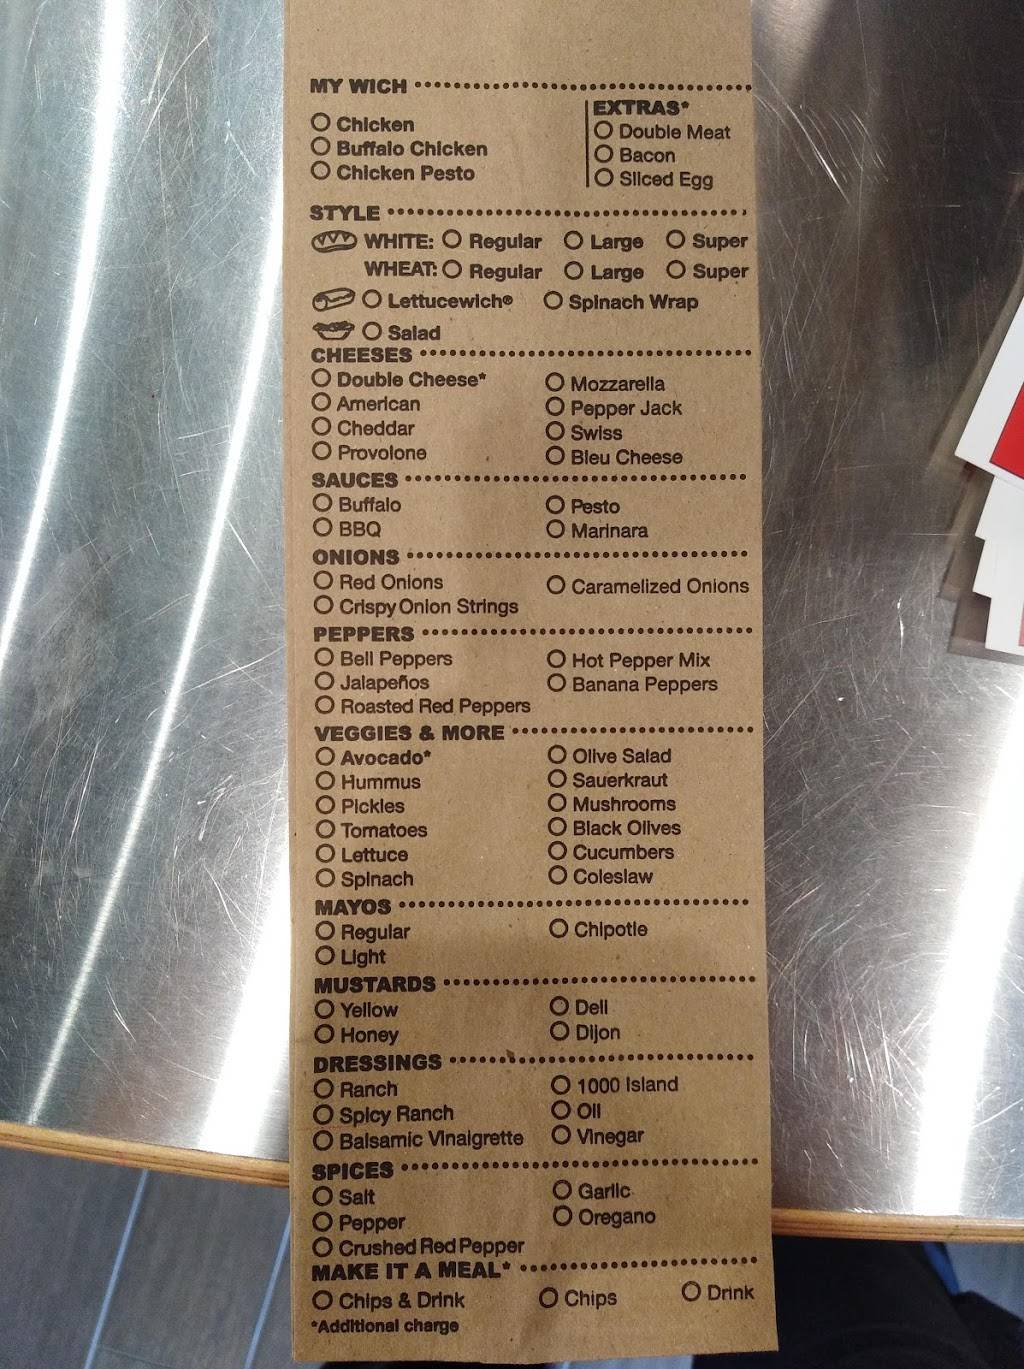 MY WICH
EXTRAS*
Chicken
Double Meat
Buffalo Chicken
Bacon
Chicken Pesto
Sliced Egg
STYLE
WHITE: Regular Large Super
WHEAT: Regular Large Super
Lettucewich® Spinach Wrap
Salad
CHEESES
Double Cheese* Mozzarella
American Pepper Jack
Cheddar Swiss
Provolone Bleu Cheese
SAUCES
Buffalo Pesto
BBQ Marinara
ONIONS
Red Onions Caramelized Onions
Crispy Onion Strings
PEPPERS
Bell Peppers Hot Pepper Mix
Jalapeños Banana Peppers
Roasted Red Peppers
VEGGIES & MORE
Avocado* Olive Salad
Hummus Sauerkraut
Pickles Mushrooms
Tomatoes Black Olives
Lettuce Cucumbers
Spinach Coleslaw
MAYOS
Regular Chipotle
Light
MUSTARDS
Yellow Deli
Honey Dijon
DRESSINGS
Ranch 1000 Island
Spicy Ranch Oil
Balsamic Vinaigrette Vinegar
SPICES
Salt Garlic
Pepper Oregano
Crushed Red Pepper
MAKE IT A MEAL*
Chips & Drink Chips Drink
*Additional charge